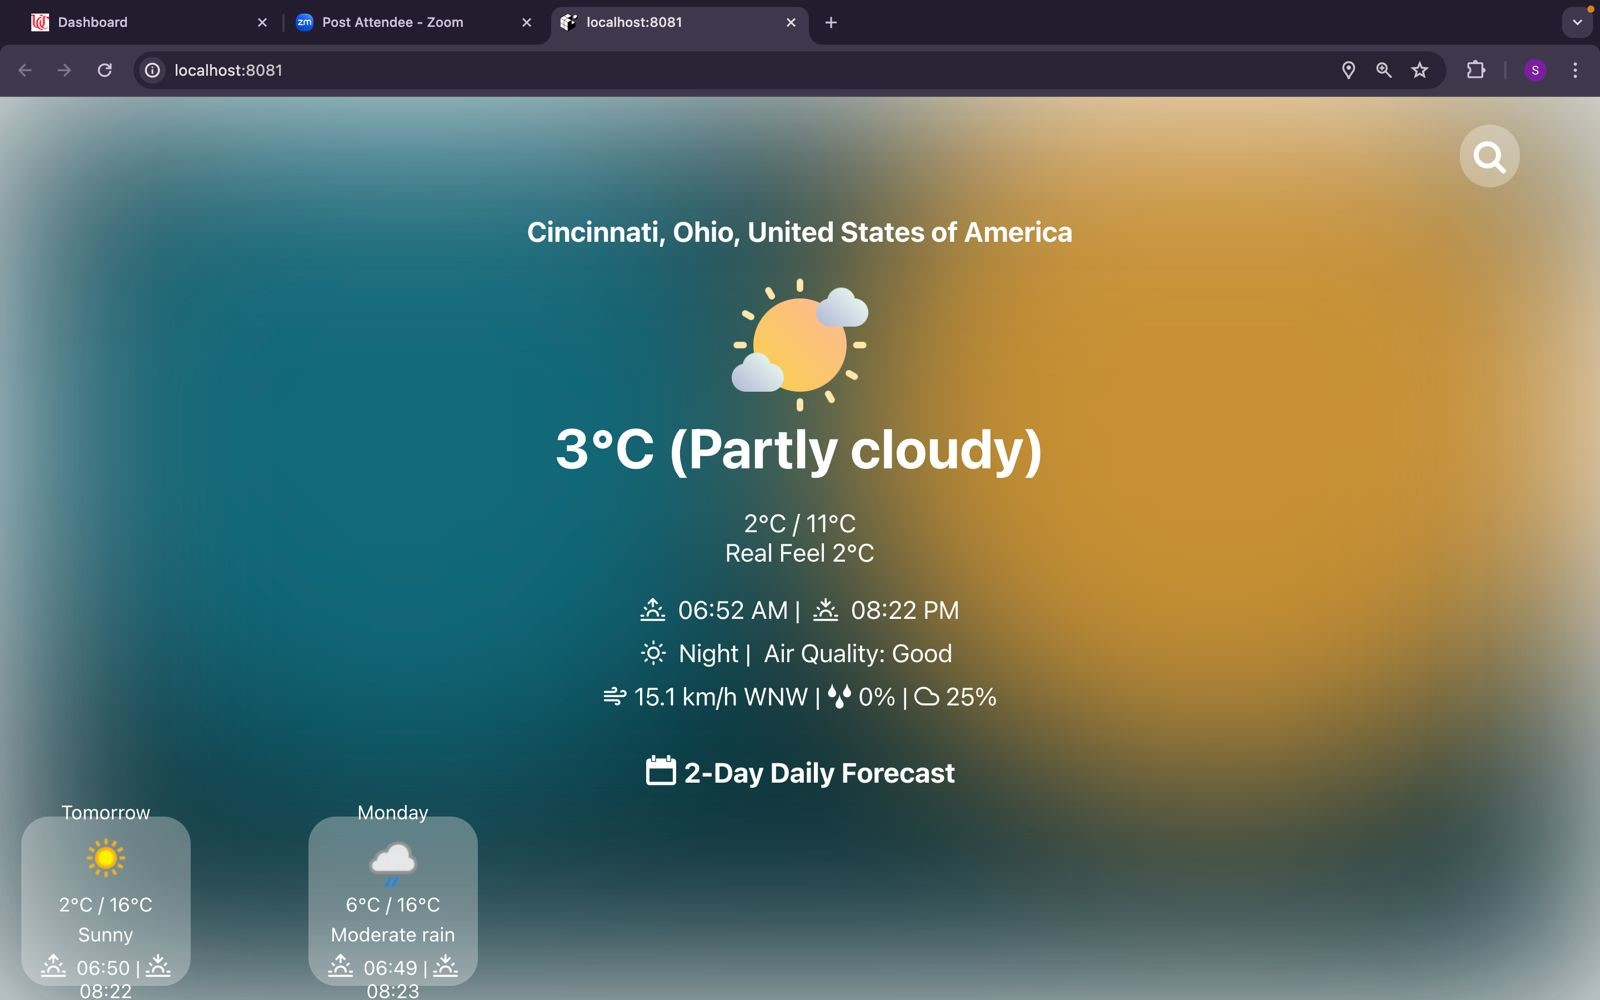 Dashboard
Post Attendee - Zoom
localhost:8081
localhost:8081
S
Cincinnati, Ohio, United States of America
3°C (Partly cloudy)
2°C / 11°C
Real Feel 2°C
06:52 AM | 08:22 PM
Night | Air Quality: Good
15.1 km/h WNW | 0% | 25%
2-Day Daily Forecast
Tomorrow
2°C / 16°C
Sunny
06:50 |
08:22
Monday
6°C / 16°C
Moderate rain
06:49 |
08:23